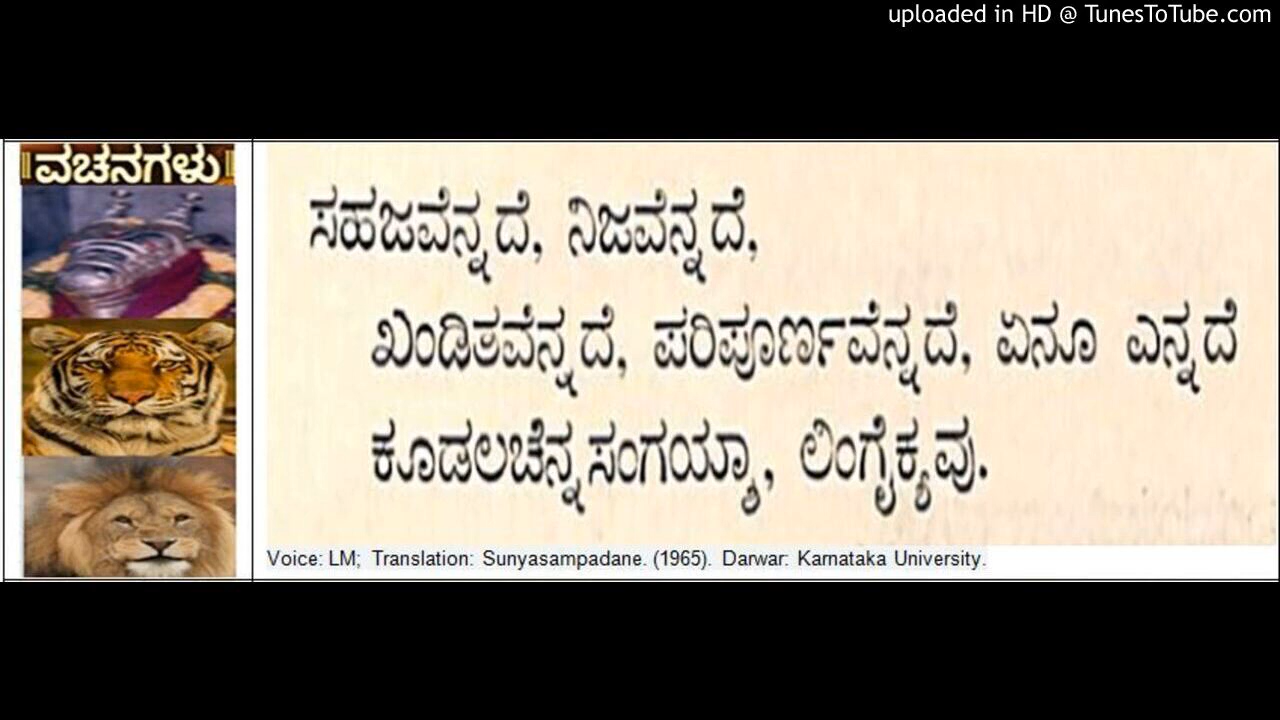 uploaded in HD @ TunesToTube.com
॥ವಚನಗಳು॥
ಸಹಜವೆನ್ನದೆ, ನಿಜವೆನ್ನದೆ,
ಖಂಡಿತವೆನ್ನದೆ, ಪರಿಪೂರ್ಣವೆನ್ನದೆ, ಏನೂ ಎನ್ನದೆ
ಕೂಡಲಚೆನ್ನಸಂಗಯ್ಯಾ, ಲಿಂಗೈಕ್ಯವು.
Voice: LM; Translation: Sunyasampadane. (1965). Darwar: Karnataka University.